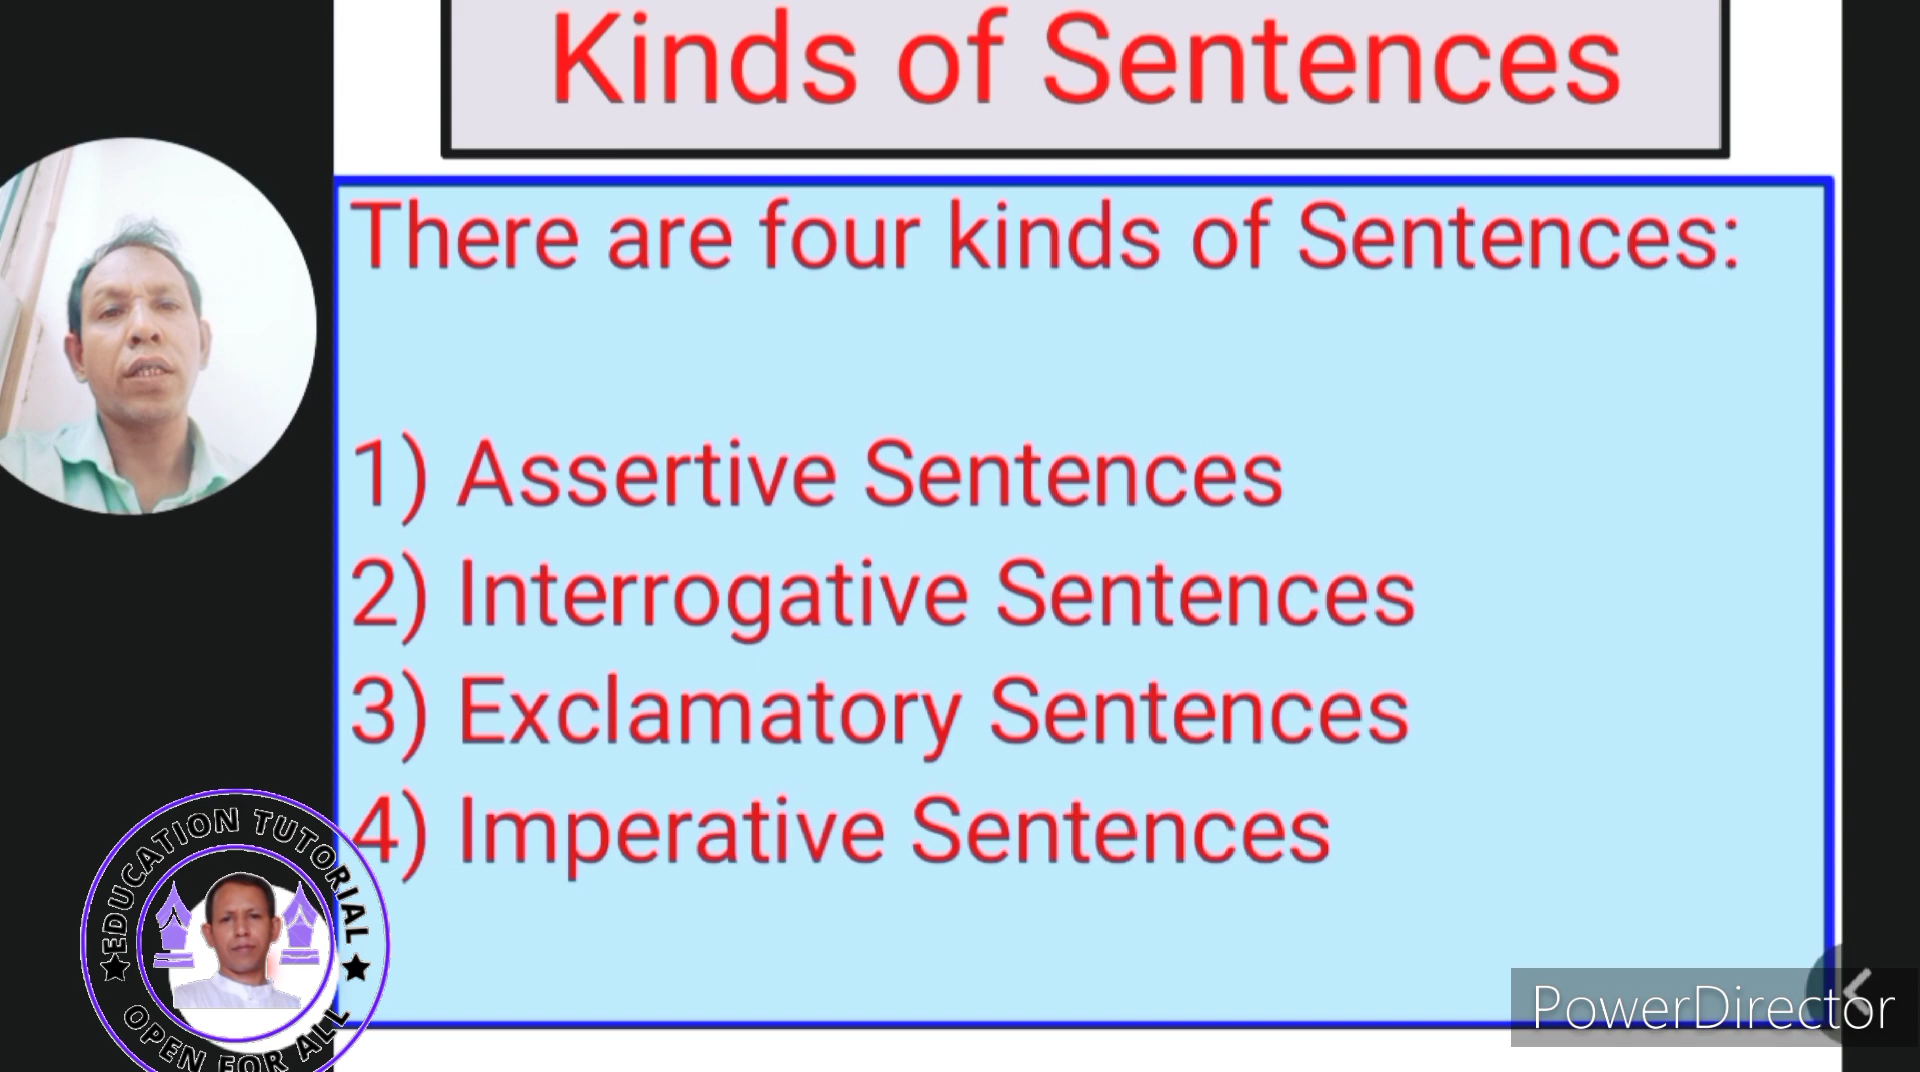 Kinds of Sentences
There are four kinds of Sentences:
1) Assertive Sentences
2) Interrogative Sentences
3) Exclamatory Sentences
4) Imperative Sentences
EDUCATION TUTORIAL
OPEN FOR ALL
PowerDirector